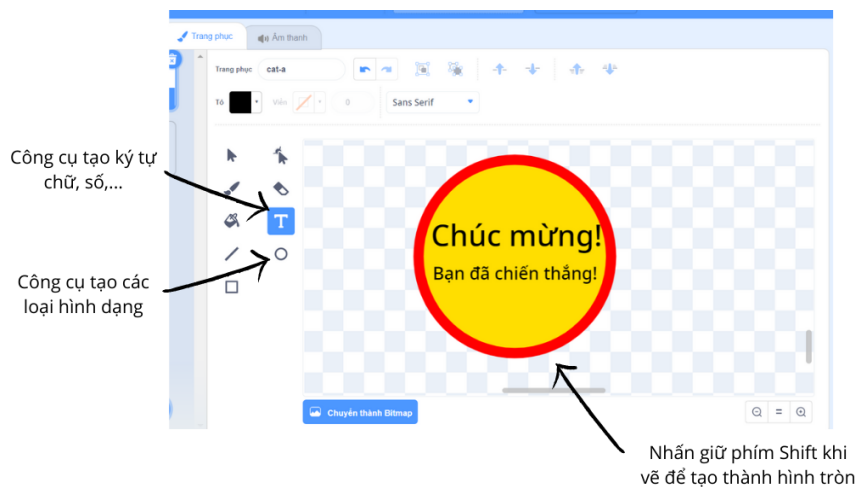 Trang phục
Âm thanh
Trang phục
cat-a
Tô
Viền
0
Sans Serif
Công cụ tạo ký tự
chữ, số,...
T
Chúc mừng!
Bạn đã chiến thắng!
Công cụ tạo các
loại hình dạng
Chuyển thành Bitmap
=
Nhấn giữ phím Shift khi
vẽ để tạo thành hình tròn